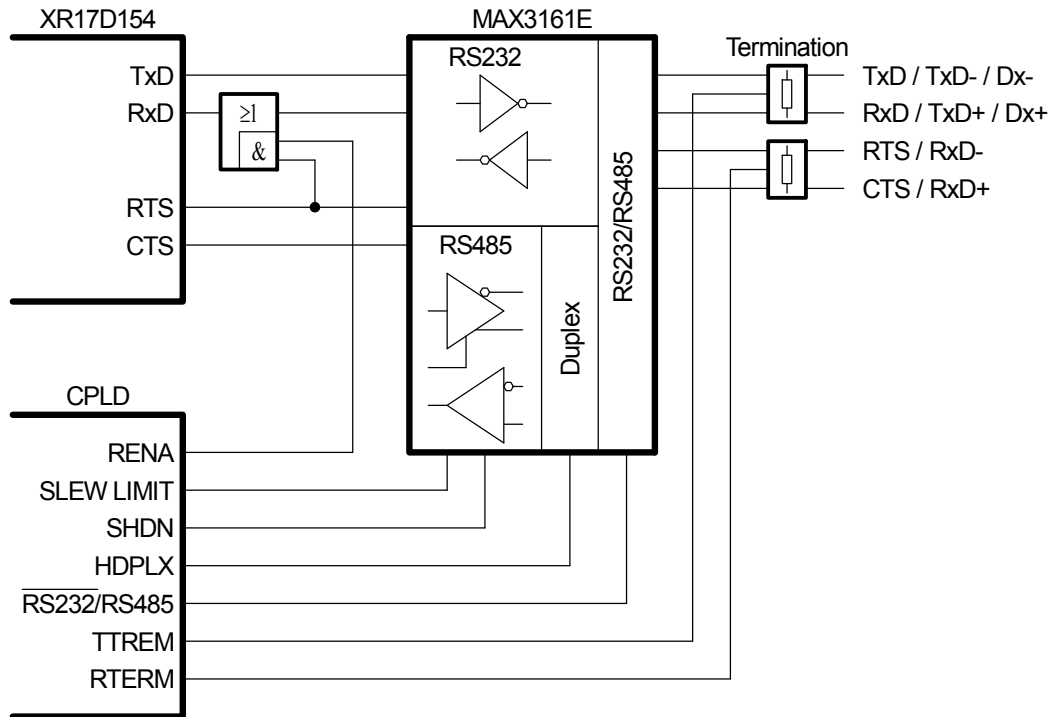 XR17D154
MAX3161E
Termination
TxD
RxD
RTS
CTS
≥1
&
RS232
RS485
Duplex
RS232/RS485
TxD / TxD- / Dx-
RxD / TxD+ / Dx+
RTS / RxD-
CTS / RxD+
CPLD
RENA
SLEW LIMIT
SHDN
HDPLX
RS232/RS485
TTREM
RTERM